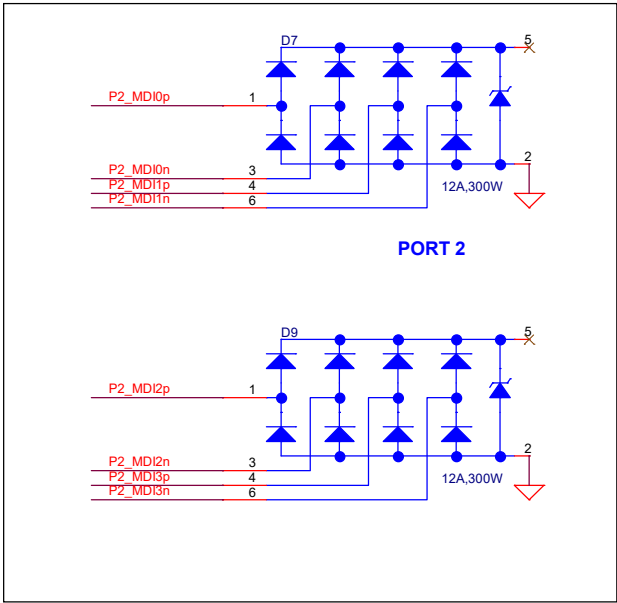 D7
5
P2_MDI0p 1
2
P2_MDI0n 3
P2_MDI1p 4
P2_MDI1n 6
12A,300W
PORT 2
D9
5
P2_MDI2p 1
2
P2_MDI2n 3
P2_MDI3p 4
P2_MDI3n 6
12A,300W